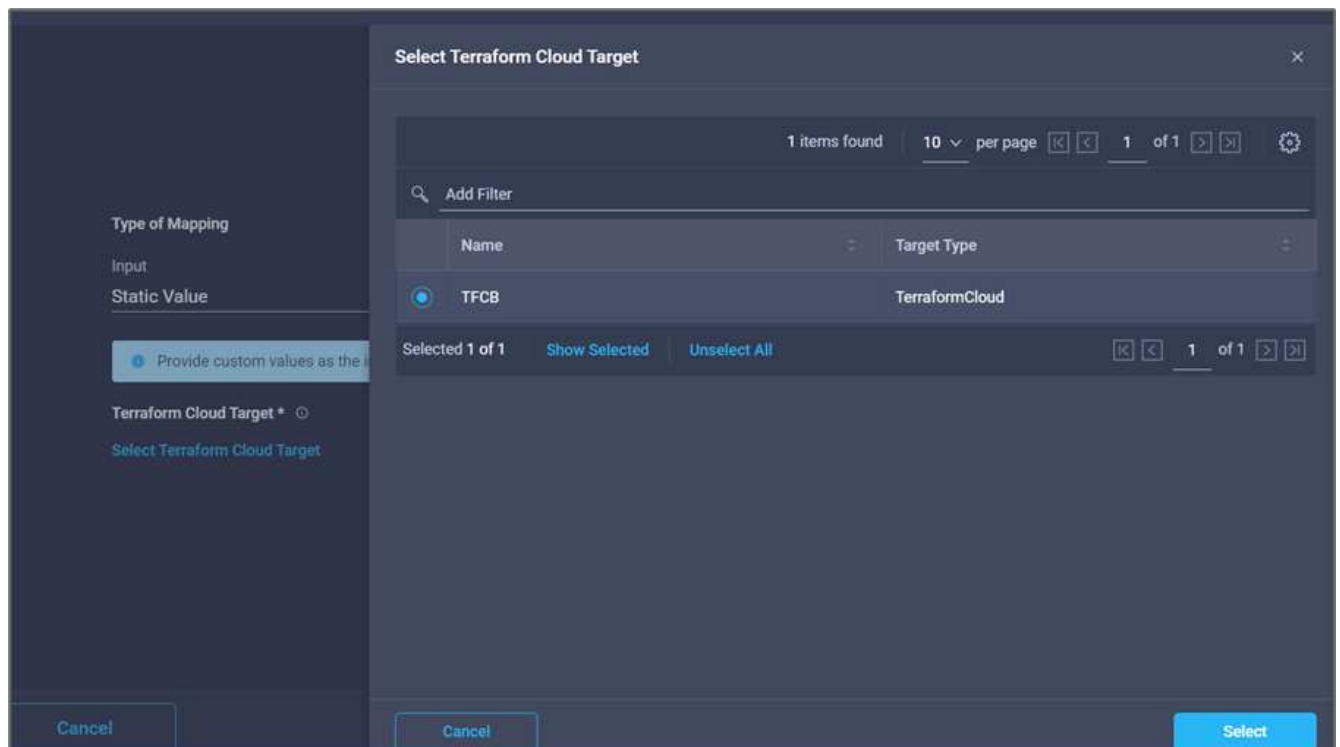 Select Terraform Cloud Target
1 items found 10 per page 1 of 1
Add Filter
Type of Mapping
Name Target Type
Input
Static Value
TFCB TerraformCloud
Selected 1 of 1 Show Selected Unselect All 1 of 1
Provide custom values as the
Terraform Cloud Target *
Select Terraform Cloud Target
Cancel
Cancel Select